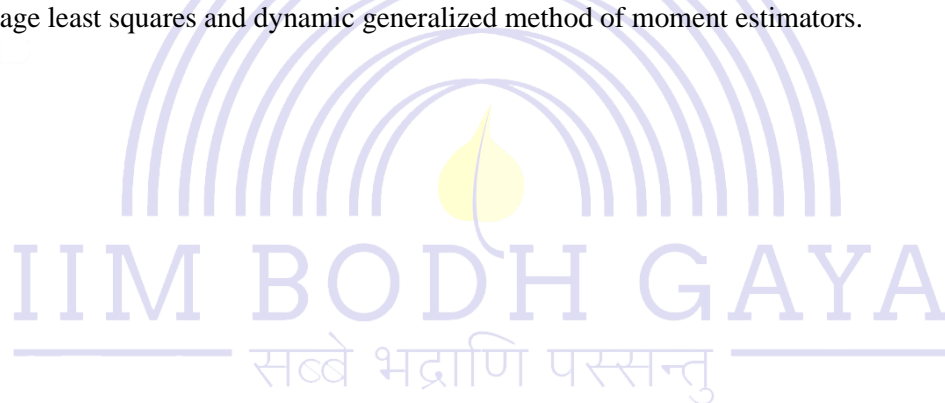 age least squares and dynamic generalized method of moment estimators.
IIM BODH GAYA
सब्बे भद्राणि पस्सन्तु